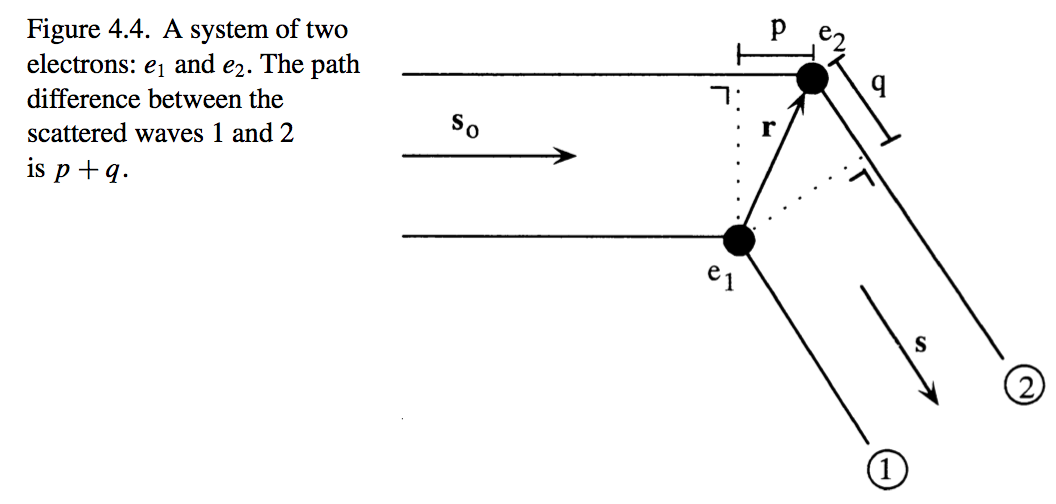 Figure 4.4. A system of two
electrons: e₁ and e₂. The path
difference between the
scattered waves 1 and 2
is p + q.
p
e₂
q
s₀
r
e₁
s
2
1